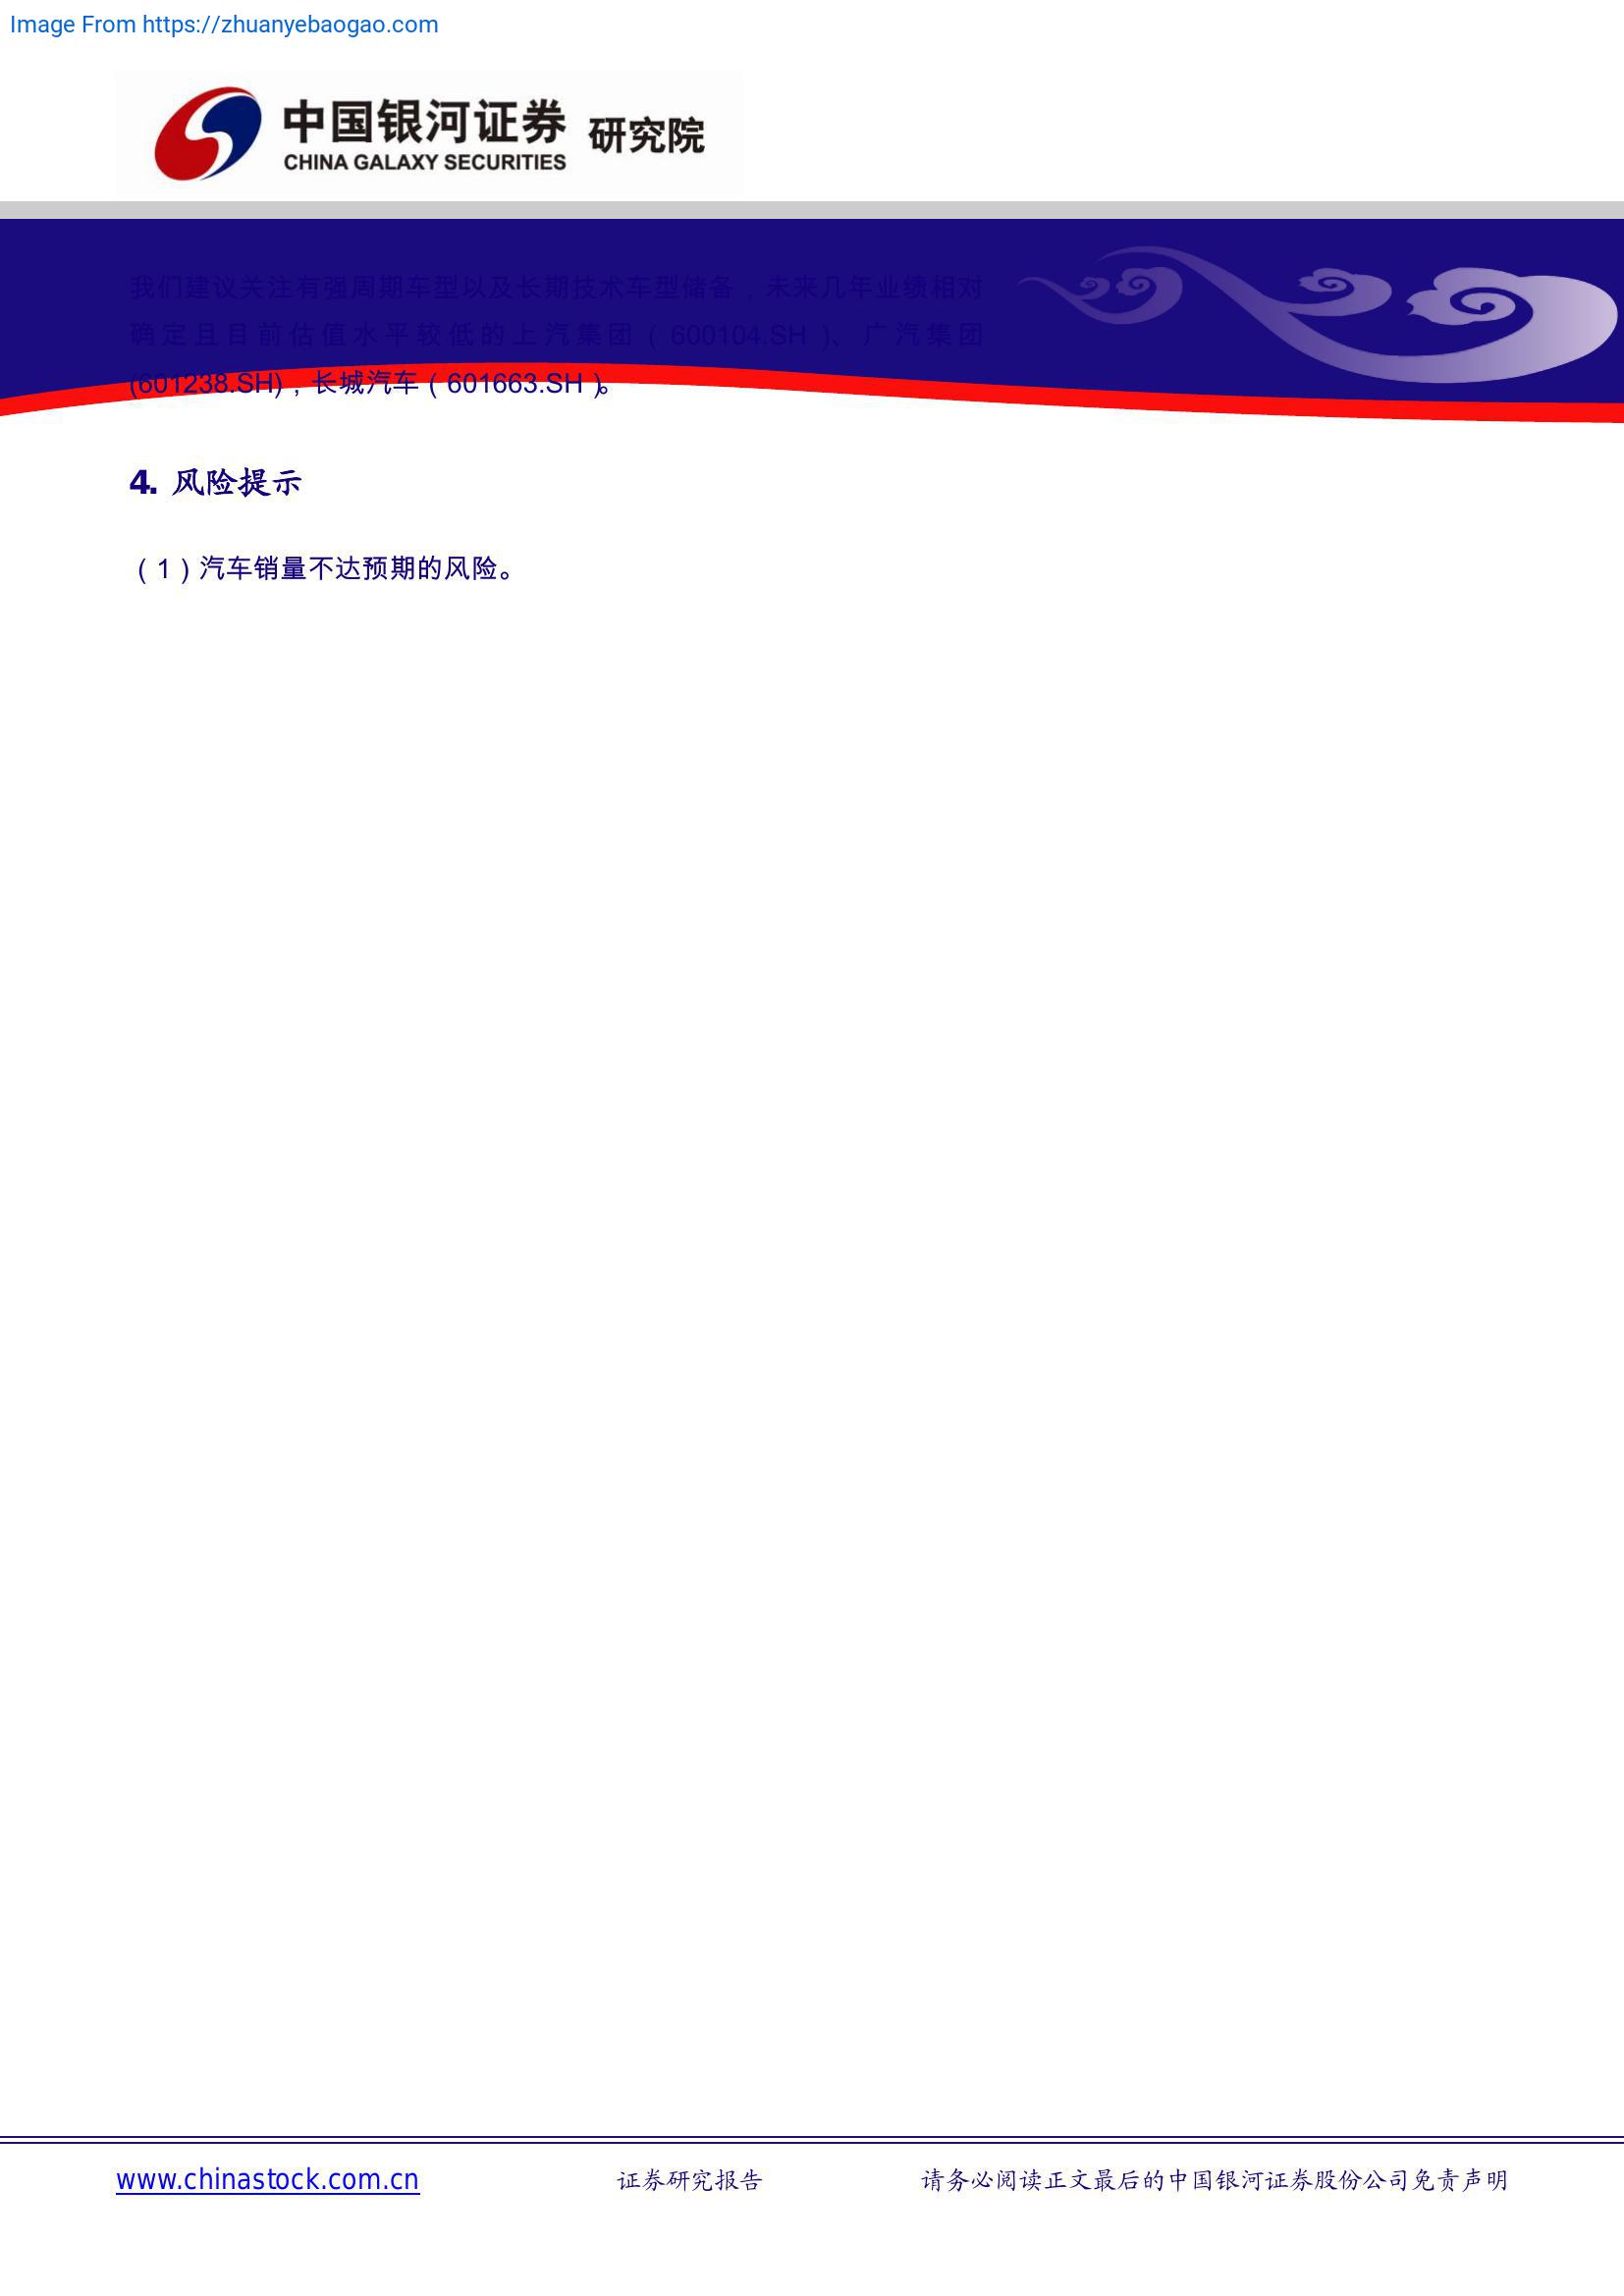 Image From https://zhuanyebaogao.com
中国银河证券 研究院
CHINA GALAXY SECURITIES
我们建议关注有强周期车型以及长期技术车型储备，未来几年业绩相对
确定且目前估值水平较低的上汽集团（600104.SH）、广汽集团
(601238.SH)，长城汽车（601663.SH）。
4. 风险提示
（1）汽车销量不达预期的风险。
www.chinastock.com.cn 证券研究报告 请务必阅读正文最后的中国银河证券股份公司免责声明